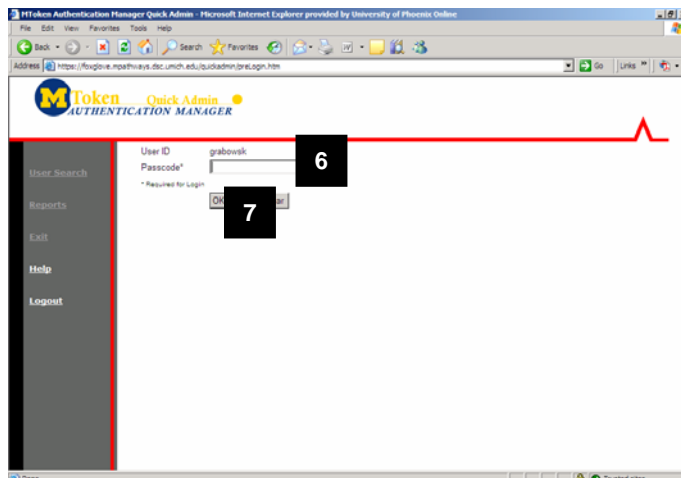 MToken Authentication Manager Quick Admin - Microsoft Internet Explorer provided by University of Phoenix Online
File Edit View Favorites Tools Help
Back Search Favorites
Address https://foxglove.mpathways.dsc.umich.edu/quickadmin/preLogin.htm Go Links
M Token Quick Admin
AUTHENTICATION MANAGER
User ID grabowsk
Passcode* 6
* Required for Login
OK 7 ar
User Search
Reports
Exit
Help
Logout
Done Trusted sites